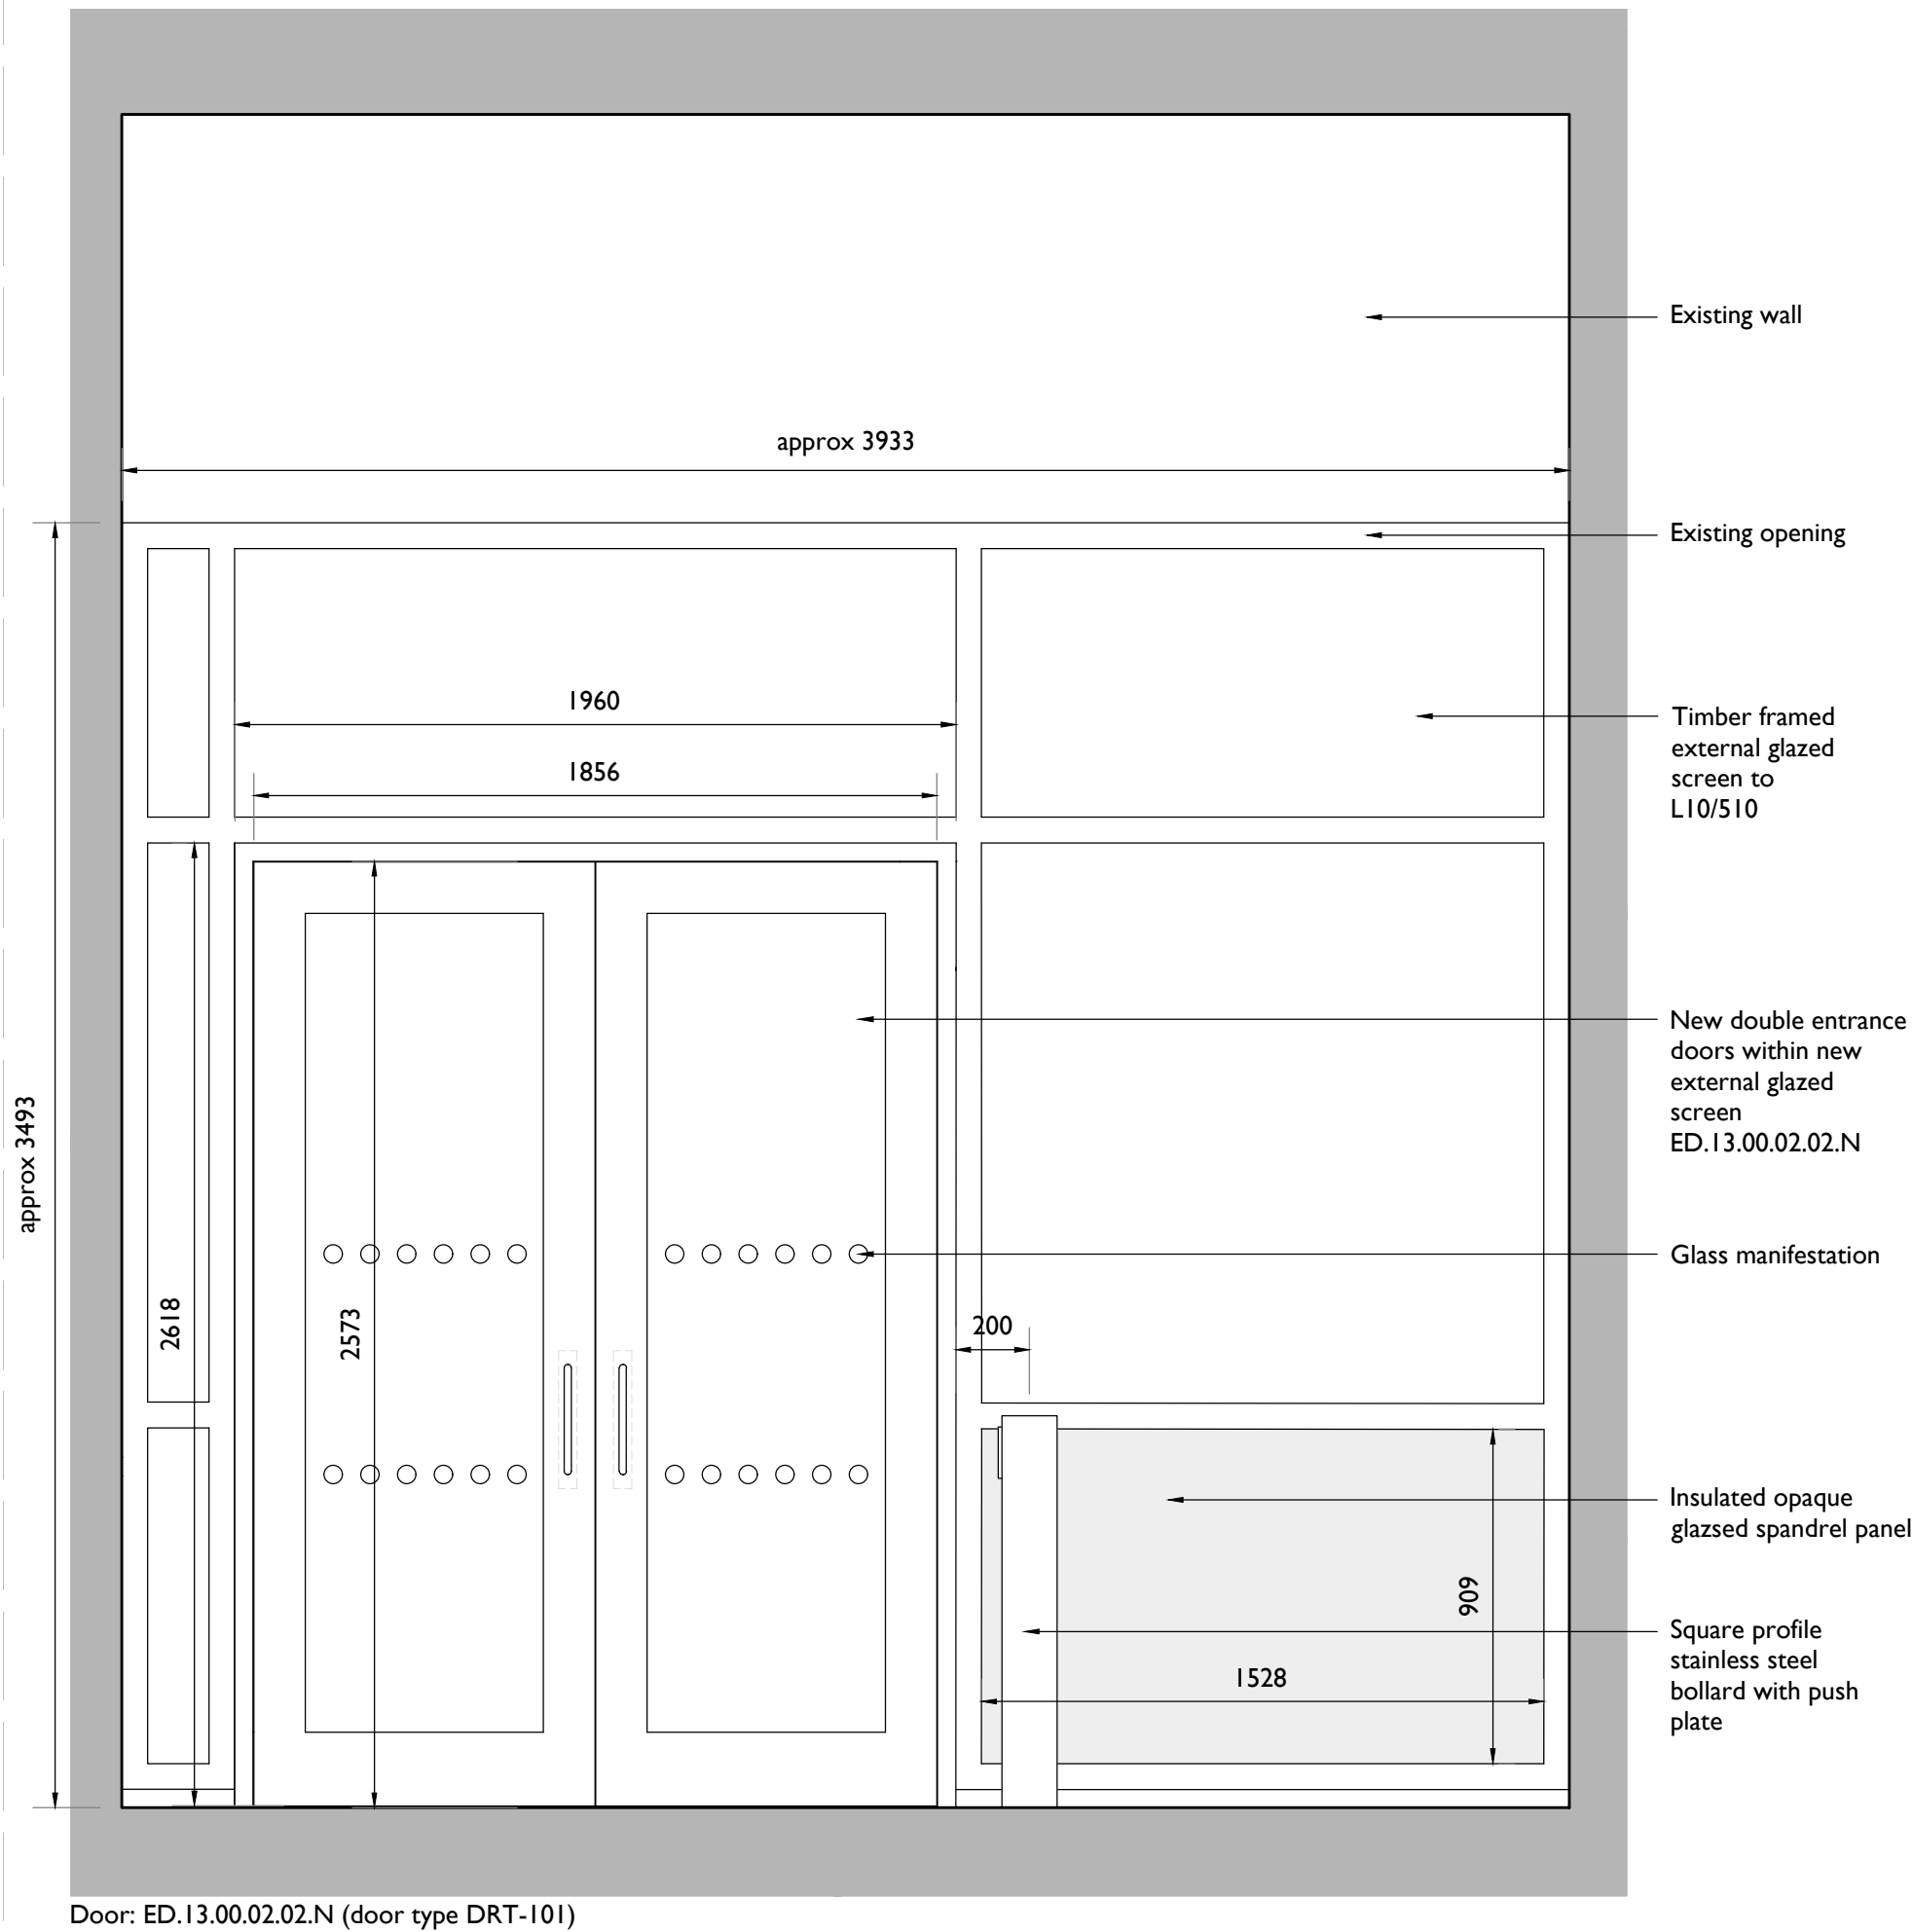 Existing wall
approx 3933
Existing opening
1960
Timber framed
external glazed
screen to
L10/510
1856
New double entrance
doors within new
external glazed
screen
ED.13.00.02.02.N
approx 3493
Glass manifestation
2618
2573
200
Insulated opaque
glazsed spandrel panel
909
Square profile
stainless steel
bollard with push
plate
1528
Door: ED.13.00.02.02.N (door type DRT-101)